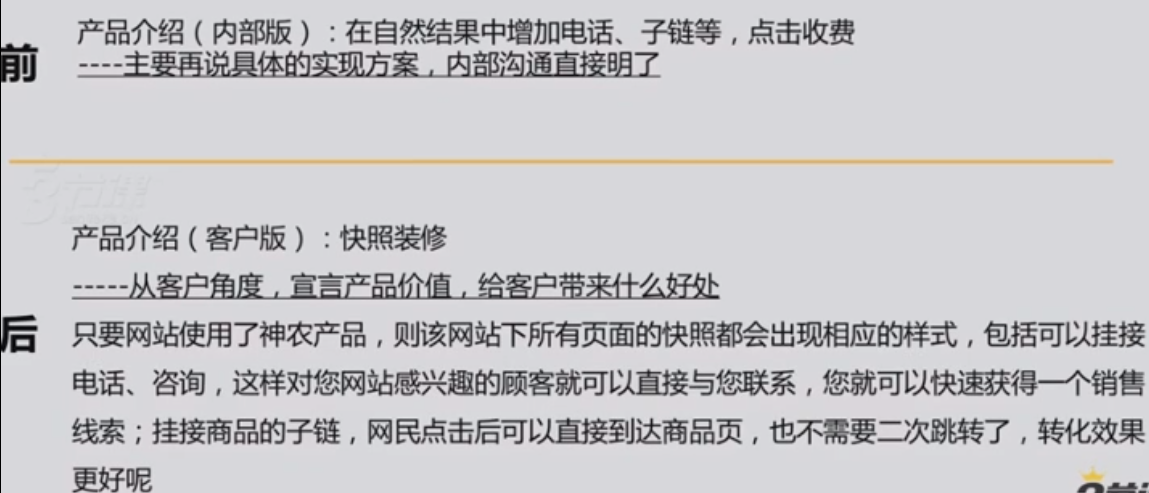 产品介绍（内部版）：在自然结果中增加电话、子链等，点击收费
前
----主要再说具体的实现方案，内部沟通直接明了
3节课
产品介绍（客户版）：快照装修
-----从客户角度，宣言产品价值，给客户带来什么好处
后
只要网站使用了神农产品，则该网站下所有页面的快照都会出现相应的样式，包括可以挂接
电话、咨询，这样对您网站感兴趣的顾客就可以直接与您联系，您就可以快速获得一个销售
线索；挂接商品的子链，网民点击后可以直接到达商品页，也不需要二次跳转了，转化效果
更好呢